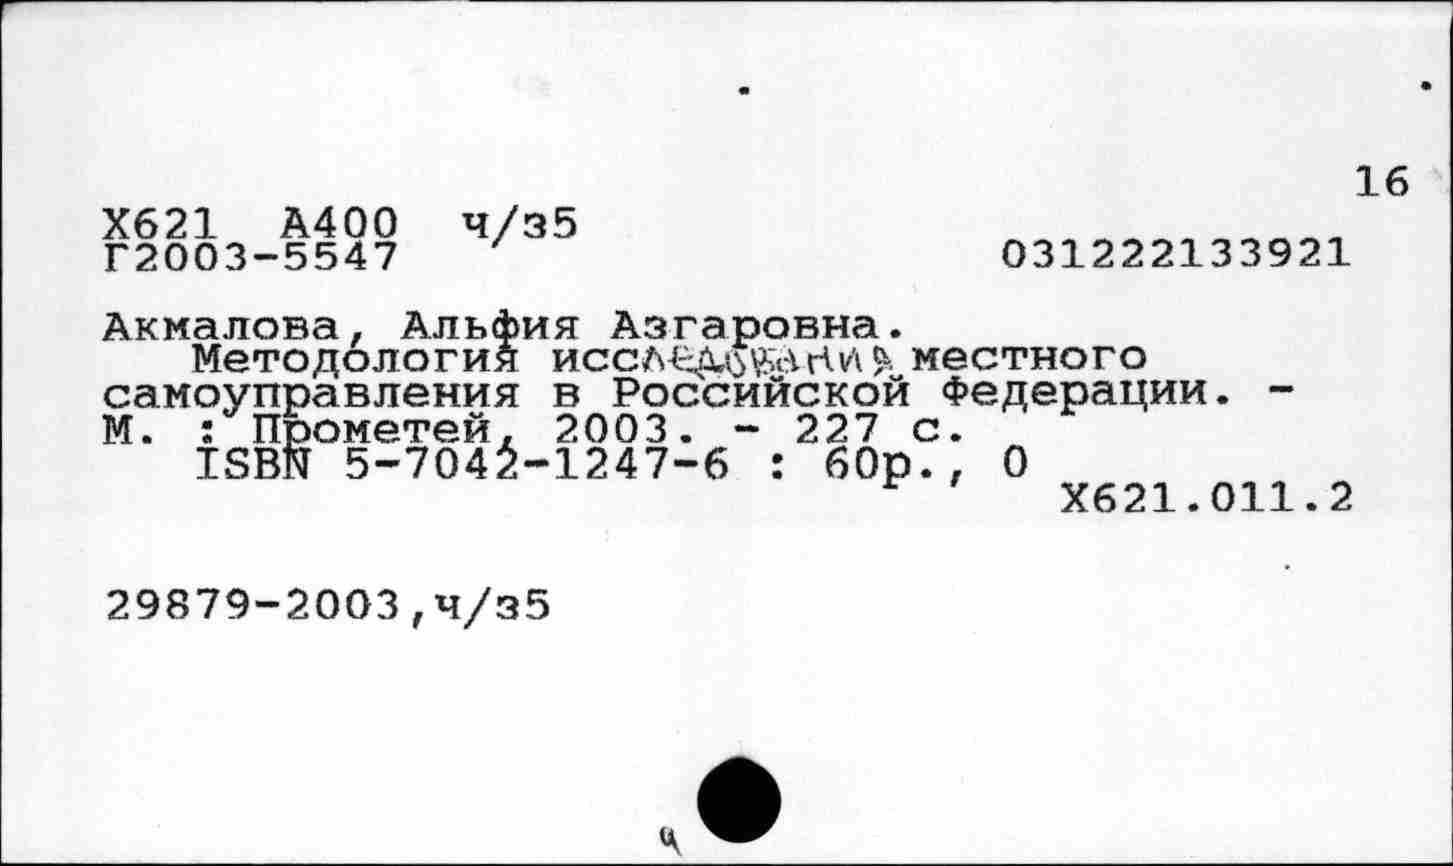 16
Х621 А400 ч/з5
Г2003-5547 031222133921
Акмалова, Альфия Азгаровна.
Методология исследования местного
самоуправления в Российской Федерации. -
М. : Прометей, 2003. - 227 с.
ISBN 5-7042-1247-6 : 60р., 0
Х621.011.2
29879-2003,ч/з5
ч